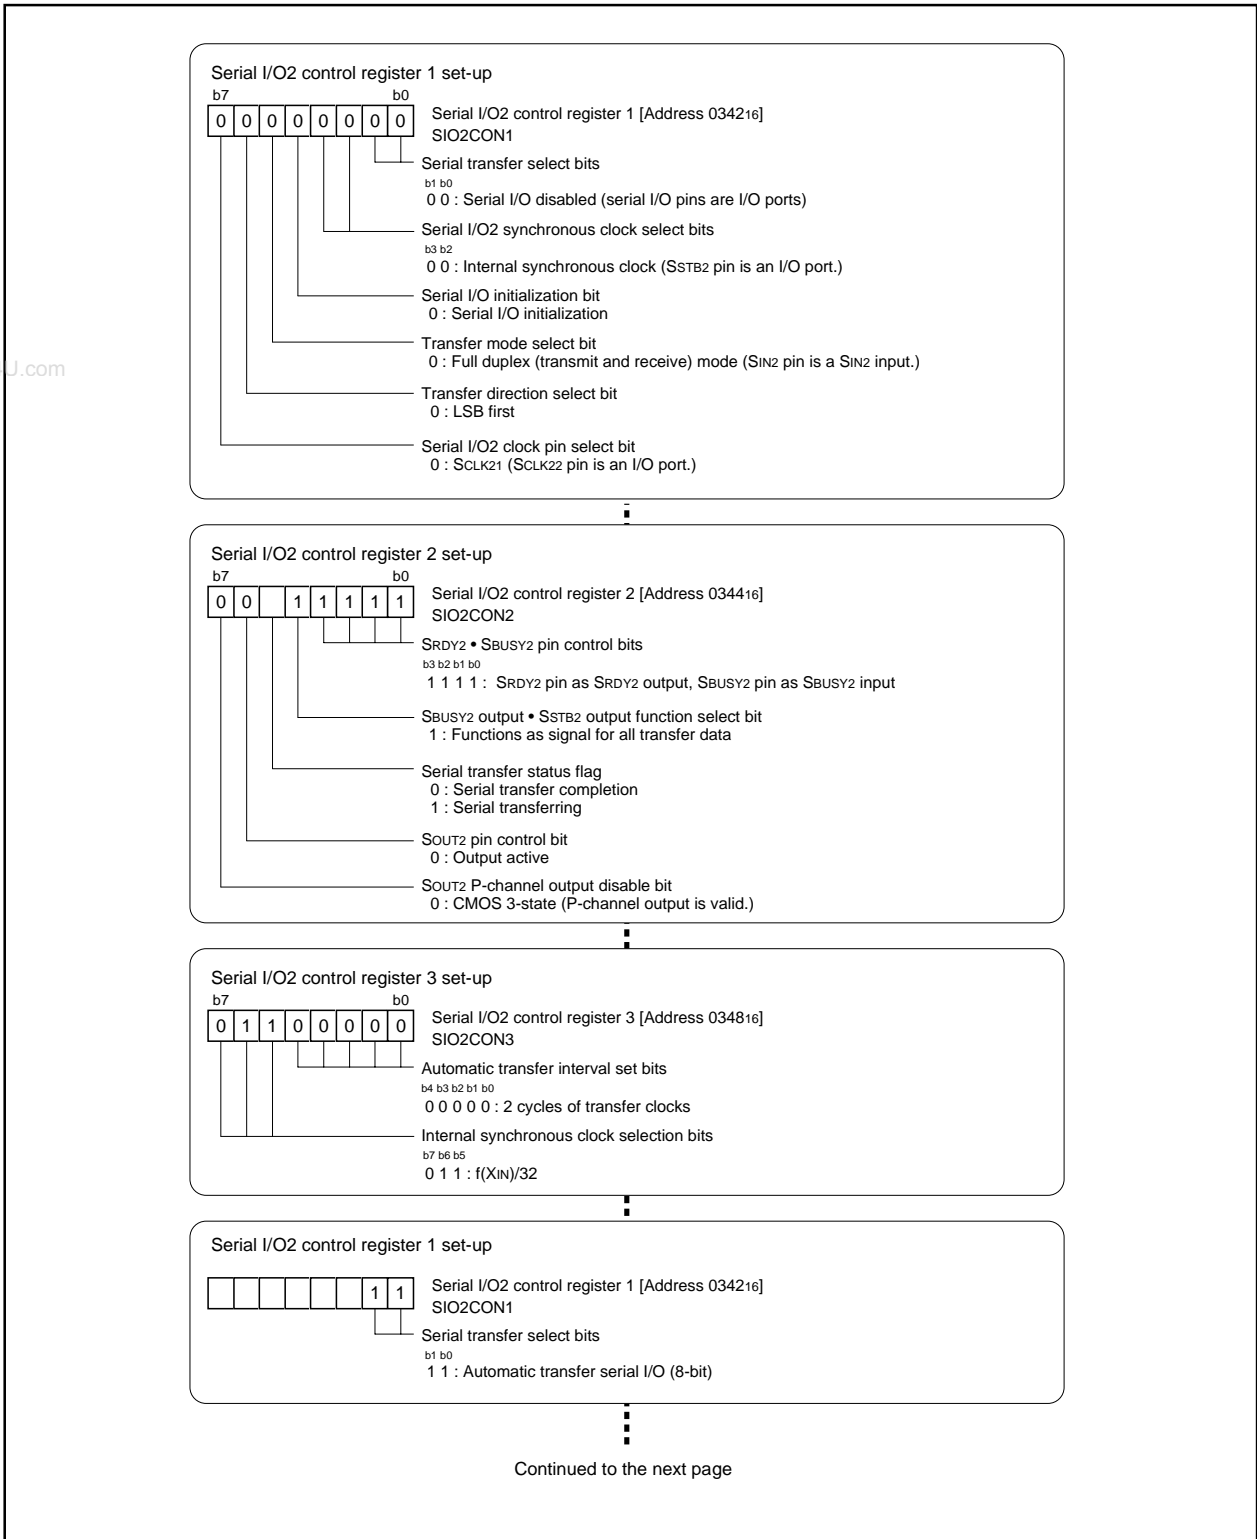 Serial I/O2 control register 1 set-up
b7 b0
0 0 0 0 0 0 0 0 Serial I/O2 control register 1 [Address 034216]
SIO2CON1
Serial transfer select bits
b1 b0
0 0 : Serial I/O disabled (serial I/O pins are I/O ports)
Serial I/O2 synchronous clock select bits
b3 b2
0 0 : Internal synchronous clock (SSTB2 pin is an I/O port.)
Serial I/O initialization bit
0 : Serial I/O initialization
Transfer mode select bit
0 : Full duplex (transmit and receive) mode (SIN2 pin is a SIN2 input.)
U.com
Transfer direction select bit
0 : LSB first
Serial I/O2 clock pin select bit
0 : SCLK21 (SCLK22 pin is an I/O port.)
Serial I/O2 control register 2 set-up
b7 b0
0 0 1 1 1 1 1 Serial I/O2 control register 2 [Address 034416]
SIO2CON2
SRDY2 • SBUSY2 pin control bits
b3 b2 b1 b0
1 1 1 1 : SRDY2 pin as SRDY2 output, SBUSY2 pin as SBUSY2 input
SBUSY2 output • SSTB2 output function select bit
1 : Functions as signal for all transfer data
Serial transfer status flag
0 : Serial transfer completion
1 : Serial transferring
SOUT2 pin control bit
0 : Output active
SOUT2 P-channel output disable bit
0 : CMOS 3-state (P-channel output is valid.)
Serial I/O2 control register 3 set-up
b7 b0
0 1 1 0 0 0 0 0 Serial I/O2 control register 3 [Address 034816]
SIO2CON3
Automatic transfer interval set bits
b4 b3 b2 b1 b0
0 0 0 0 0 : 2 cycles of transfer clocks
Internal synchronous clock selection bits
b7 b6 b5
0 1 1 : f(XIN)/32
Serial I/O2 control register 1 set-up
1 1 Serial I/O2 control register 1 [Address 034216]
SIO2CON1
Serial transfer select bits
b1 b0
1 1 : Automatic transfer serial I/O (8-bit)
Continued to the next page